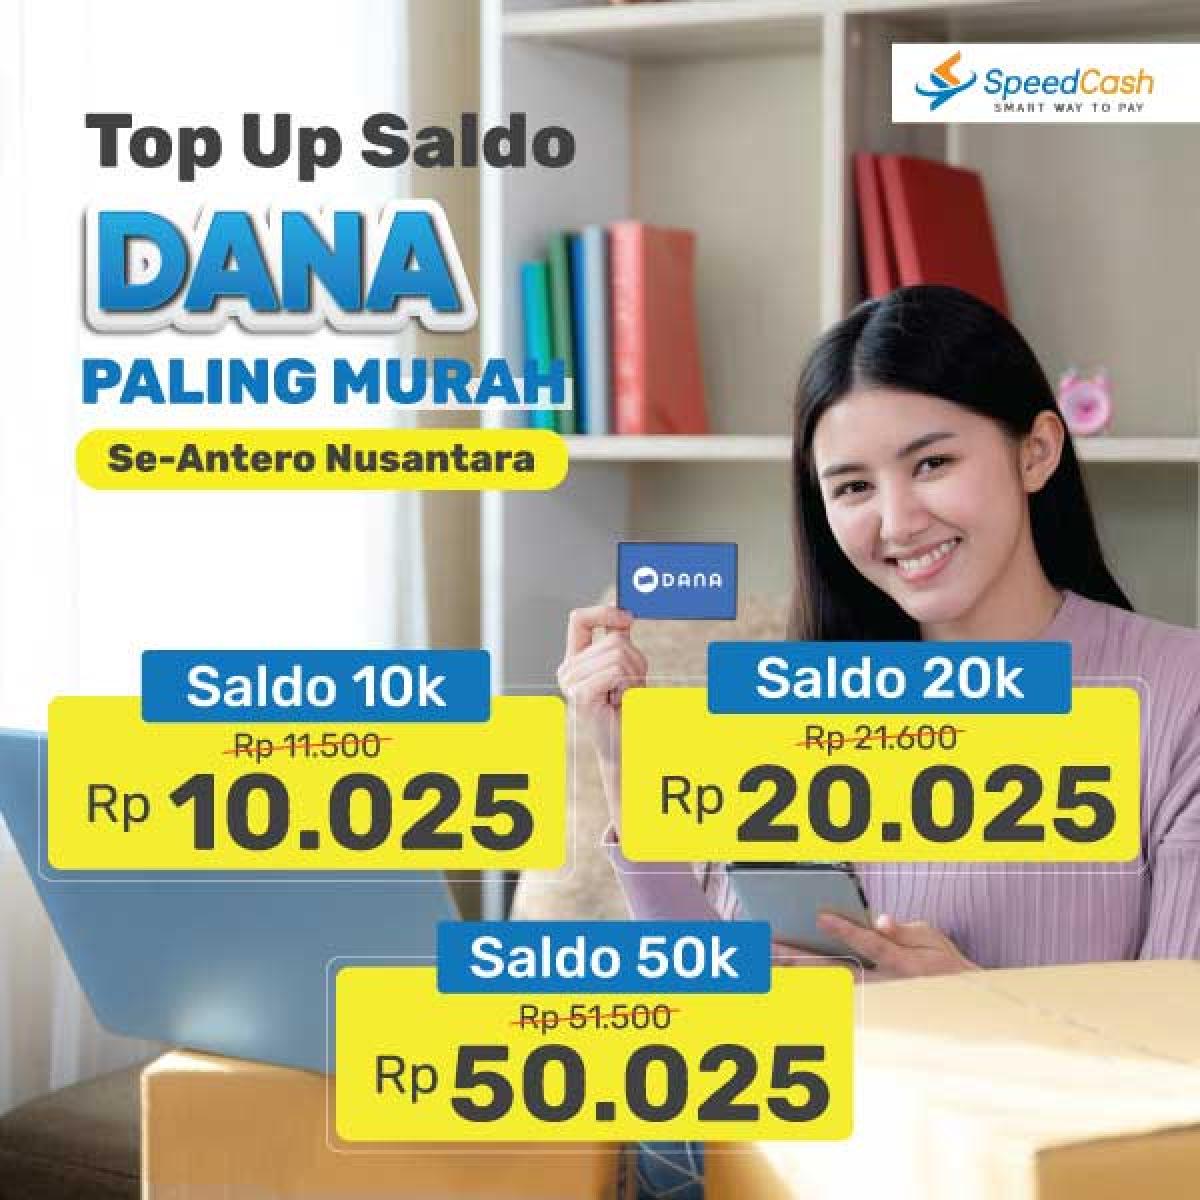 SpeedCash
SMART WAY TO PAY
Top Up Saldo
DANA
PALING MURAH
Se-Antero Nusantara
DANA
Saldo 10k
Rp 11.500
Rp 10.025
Saldo 20k
Rp 21.600
Rp 20.025
Saldo 50k
Rp 51.500
Rp 50.025